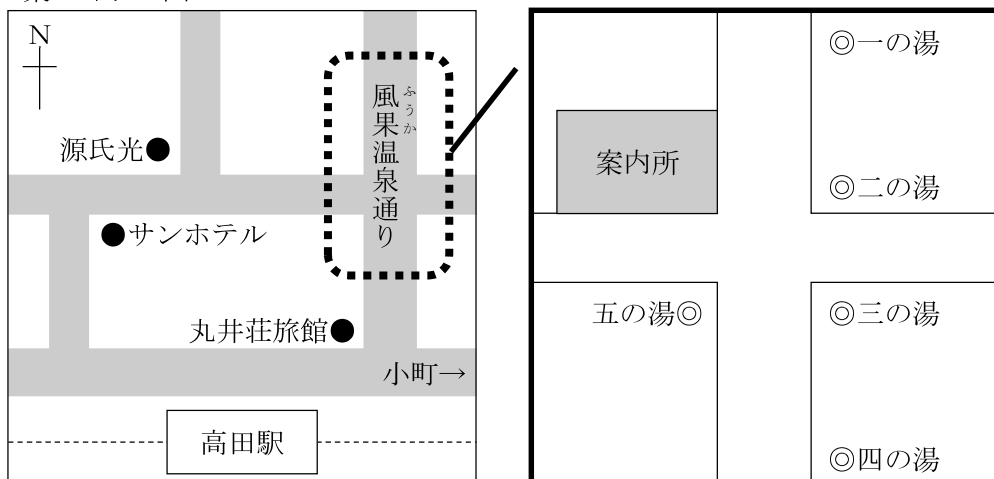 N
源氏光●
●サンホテル
風果温泉通り
ふうか
丸井荘旅館●
小町→
高田駅
◎一の湯
案内所
◎二の湯
五の湯◎
◎三の湯
◎四の湯